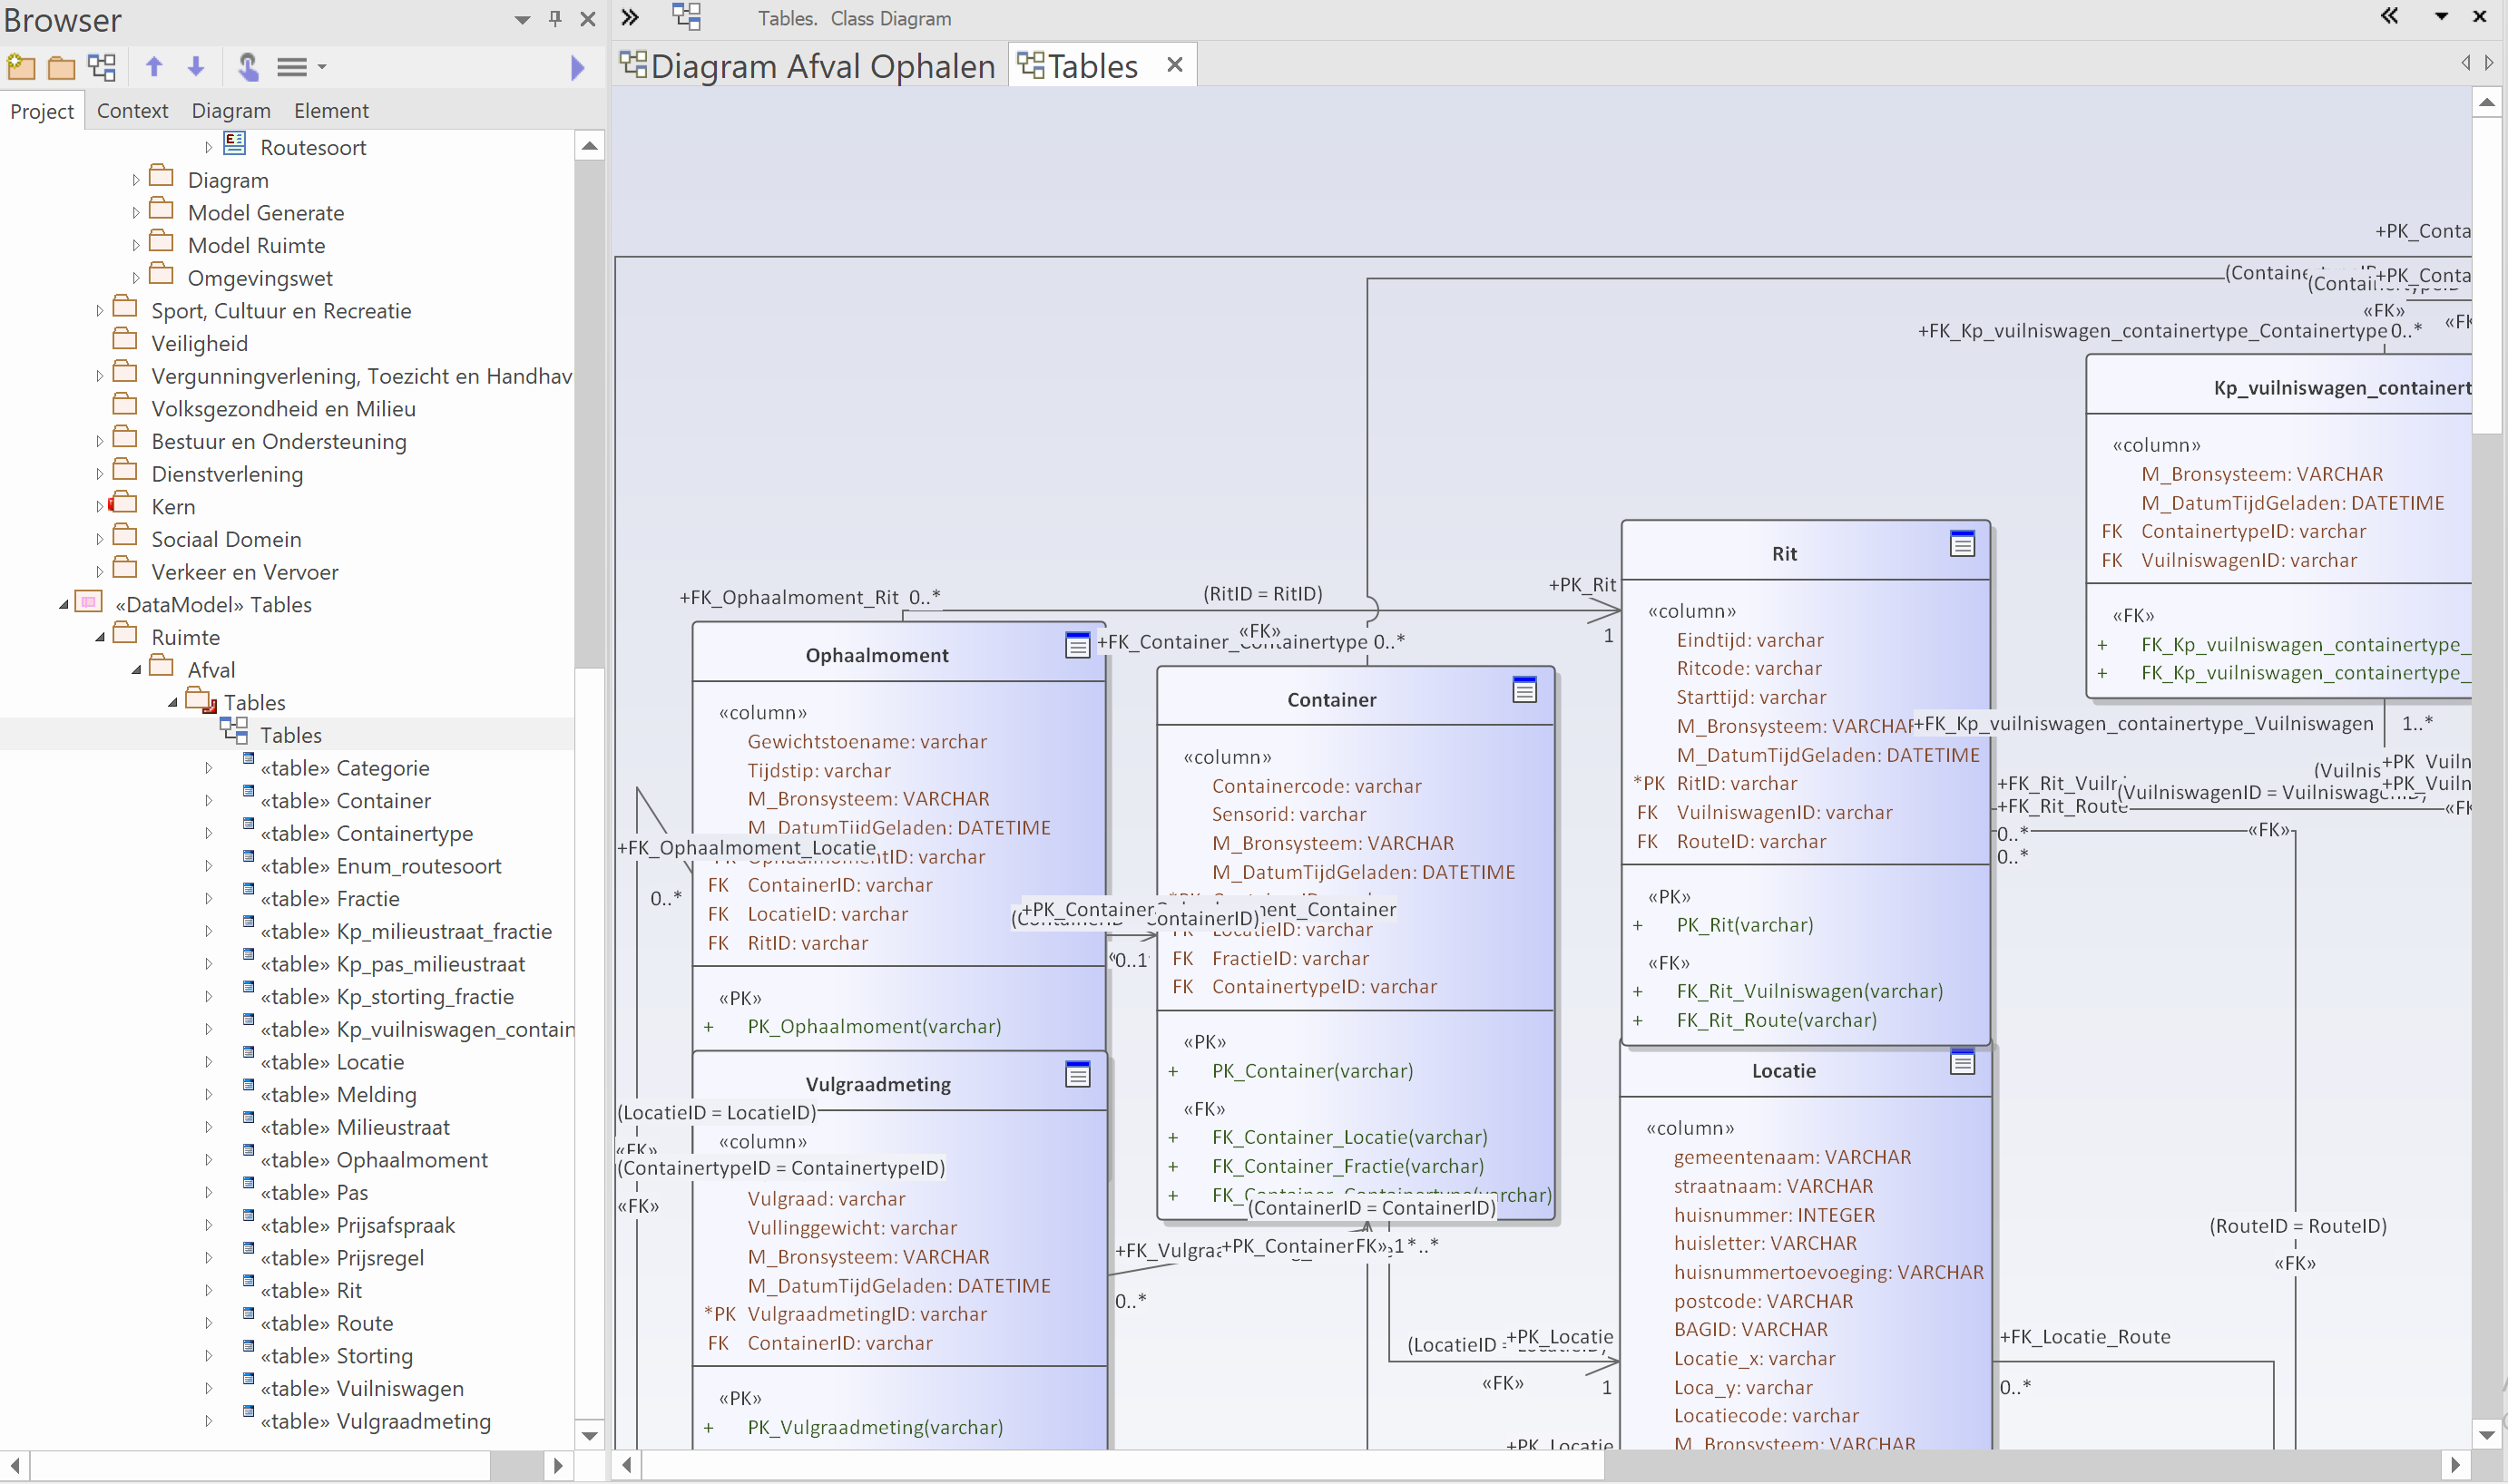 Browser
Project Context Diagram Element
Routesoort
Diagram
Model Generate
Model Ruimte
Omgevingswet
Sport, Cultuur en Recreatie
Veiligheid
Vergunningverlening, Toezicht en Handhav
Volksgezondheid en Milieu
Bestuur en Ondersteuning
Dienstverlening
Kern
Sociaal Domein
Verkeer en Vervoer
«DataModel» Tables
Ruimte
Afval
Tables
Tables
«table» Categorie
«table» Container
«table» Containertype
«table» Enum_routesoort
«table» Fractie
«table» Kp_milieustraat_fractie
«table» Kp_pas_milieustraat
«table» Kp_storting_fractie
«table» Kp_vuilniswagen_contain
«table» Locatie
«table» Melding
«table» Milieustraat
«table» Ophaalmoment
«table» Pas
«table» Prijsafspraak
«table» Prijsregel
«table» Rit
«table» Route
«table» Storting
«table» Vuilniswagen
«table» Vulgraadmeting
Tables. Class Diagram
Diagram Afval Ophalen
Tables
+PK_Conta
+PK_Conta
«FK»
+FK_Kp_vuilniswagen_containertype_Containertype 0..*
Kp_vuilniswagen_containert
«column»
M_Bronsysteem: VARCHAR
M_DatumTijdGeladen: DATETIME
FK ContainertypeID: varchar
FK VuilniswagenID: varchar
«FK»
+ FK_Kp_vuilniswagen_containertype_
+ FK_Kp_vuilniswagen_containertype_
+FK_Kp_vuilniswagen_containertype_Vuilniswagen 1..*
+FK_Ophaalmoment_Rit 0..*
(RitID = RitID)
«FK»
+PK_Rit
1
Rit
«column»
Eindtijd: varchar
Ritcode: varchar
Starttijd: varchar
M_Bronsysteem: VARCHAR
M_DatumTijdGeladen: DATETIME
*PK RitID: varchar
FK VuilniswagenID: varchar
FK RouteID: varchar
«PK»
+ PK_Rit(varchar)
«FK»
+ FK_Rit_Vuilniswagen(varchar)
+ FK_Rit_Route(varchar)
(Vuilnis
+PK_Vuiln
+PK_Vuiln
(VuilniswagenID = VuilniswagenID)
+FK_Rit_Route
0..*
«FK»
0..*
Ophaalmoment
«column»
Gewichtstoename: varchar
Tijdstip: varchar
M_Bronsysteem: VARCHAR
M_DatumTijdGeladen: DATETIME
OphaalmomentID: varchar
FK ContainerID: varchar
FK LocatieID: varchar
FK RitID: varchar
«PK»
+ PK_Ophaalmoment(varchar)
+FK_Ophaalmoment_Locatie
0..*
+FK_Container_Containertype 0..*
Container
«column»
Containercode: varchar
Sensorid: varchar
M_Bronsysteem: VARCHAR
M_DatumTijdGeladen: DATETIME
+PK_Container
(ContainerID = ContainerID)
0..1
FK LocatieID: varchar
FK FractieID: varchar
FK ContainertypeID: varchar
«PK»
+ PK_Container(varchar)
«FK»
+ FK_Container_Locatie(varchar)
+ FK_Container_Fractie(varchar)
+ FK_Container_Containertype(varchar)
(ContainerID = ContainerID)
+PK_Container
Vulgraadmeting
(LocatieID = LocatieID)
«column»
«FK»
(ContainertypeID = ContainertypeID)
«FK»
Vulgraad: varchar
Vullinggewicht: varchar
M_Bronsysteem: VARCHAR
M_DatumTijdGeladen: DATETIME
*PK VulgraadmetingID: varchar
FK ContainerID: varchar
«PK»
+ PK_Vulgraadmeting(varchar)
0..*
(LocatieID = LocatieID)
+PK_Locatie
«FK»
1
+PK_Locatie
Locatie
«column»
gemeentenaam: VARCHAR
straatnaam: VARCHAR
huisnummer: INTEGER
huisletter: VARCHAR
huisnummertoevoeging: VARCHAR
postcode: VARCHAR
BAGID: VARCHAR
Locatie_x: varchar
Loca_y: varchar
Locatiecode: varchar
M_Bronsysteem: VARCHAR
+FK_Locatie_Route
0..*
(RouteID = RouteID)
«FK»